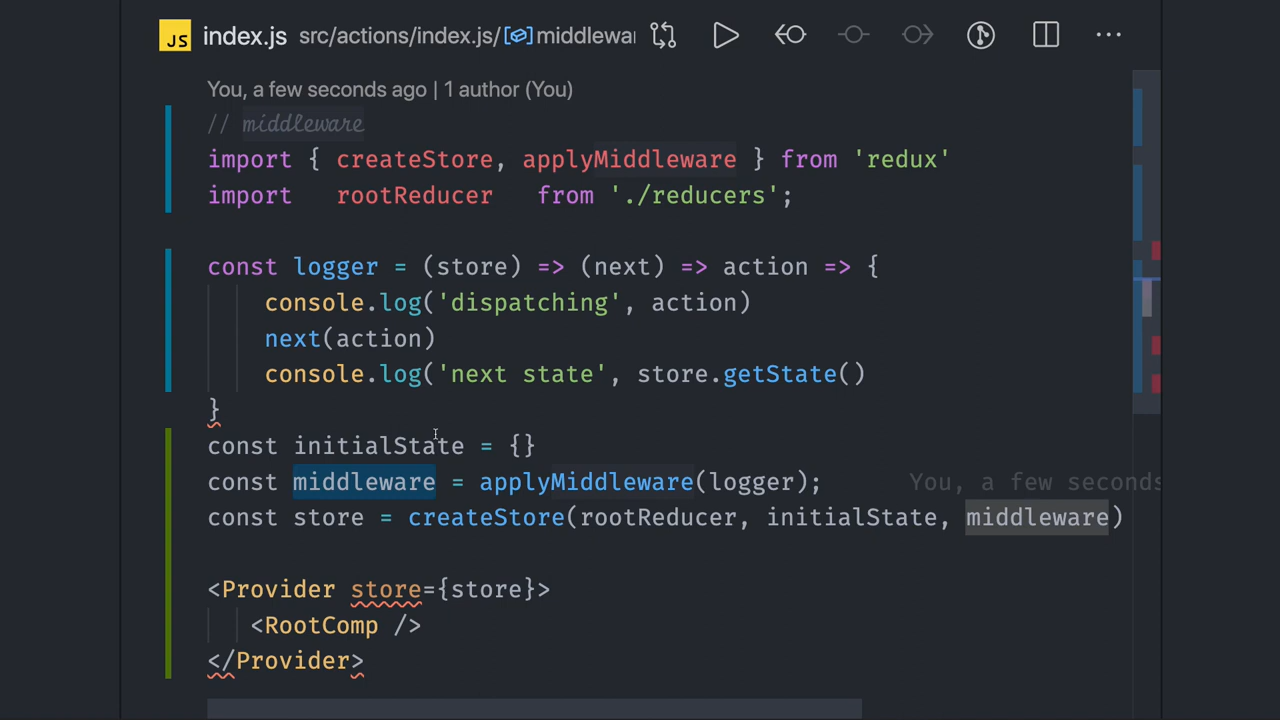 JS index.js src/actions/index.js/ middlewar
You, a few seconds ago | 1 author (You)
// middleware
import { createStore, applyMiddleware } from 'redux'
import   rootReducer   from './reducers';
const logger = (store) => (next) => action => {
    console.log('dispatching', action)
    next(action)
    console.log('next state', store.getState()
}
const initialState = {}
const middleware = applyMiddleware(logger); You, a few seconds
const store = createStore(rootReducer, initialState, middleware)
<Provider store={store}>
   <RootComp />
</Provider>